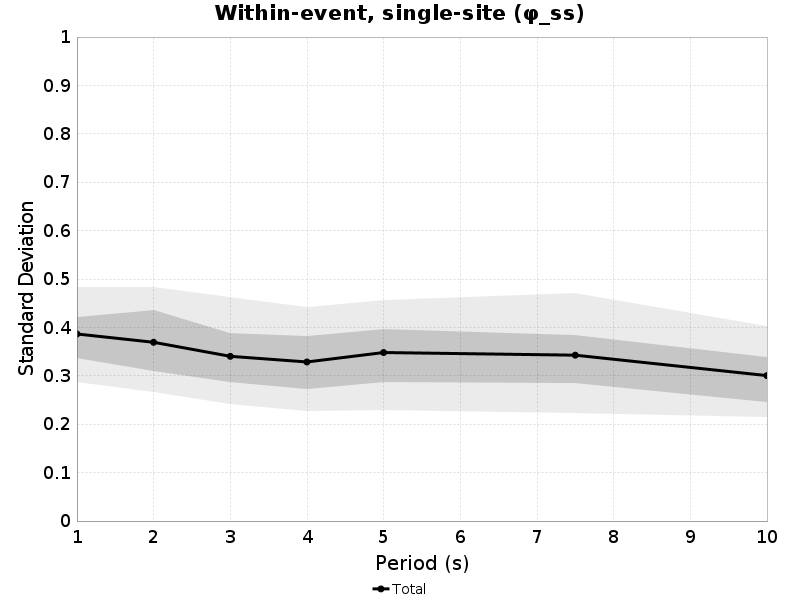 Within-event, single-site (φ_ss)
1
0.9
0.8
0.7
0.6
0.5
0.4
0.3
0.2
0.1
0
Standard Deviation
1 2 3 4 5 6 7 8 9 10
Period (s)
Total